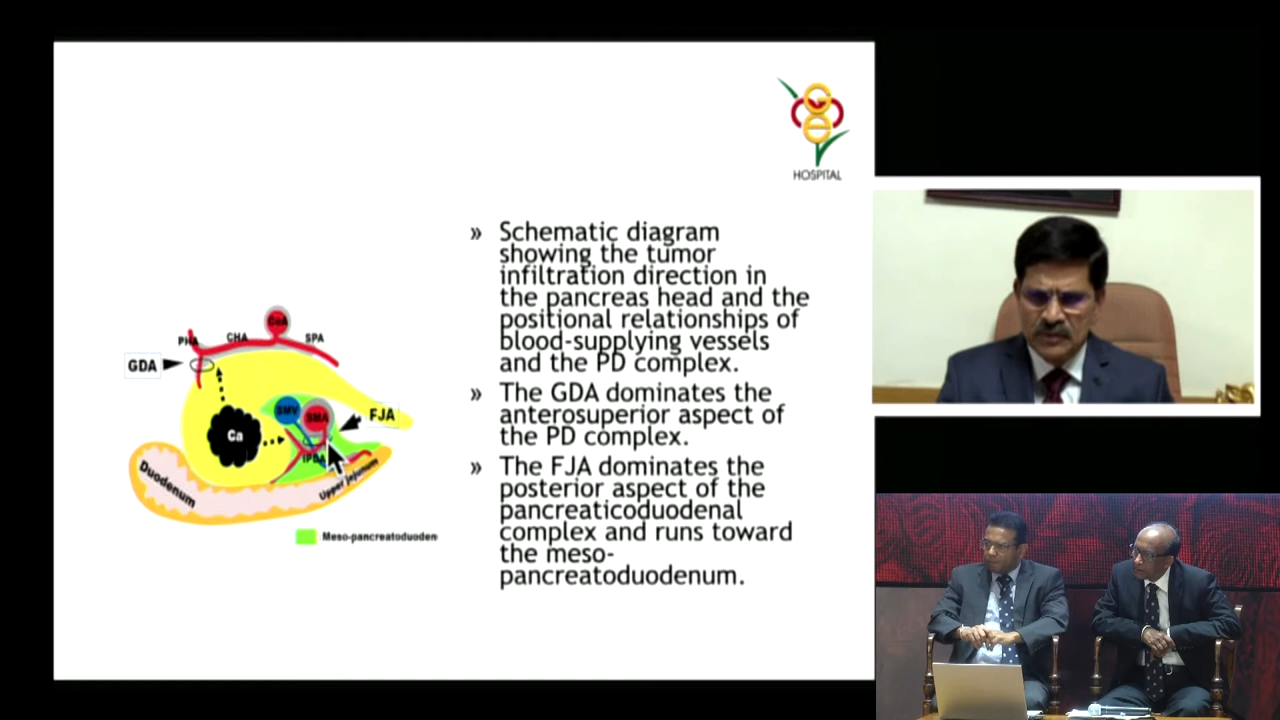 HOSPITAL
» Schematic diagram
showing the tumor
infiltration direction in
the pancreas head and the
positional relationships of
blood-supplying vessels
and the PD complex.
» The GDA dominates the
anterosuperior aspect of
the PD complex.
» The FJA dominates the
posterior aspect of the
pancreaticoduodenal
complex and runs toward
the meso-
pancreatoduodenum.
CeA
PHA CHA SPA
GDA
SMV SMA FJA
Ca
IPDA
Duodenum
Upper Jejunum
Meso-pancreatoduoden